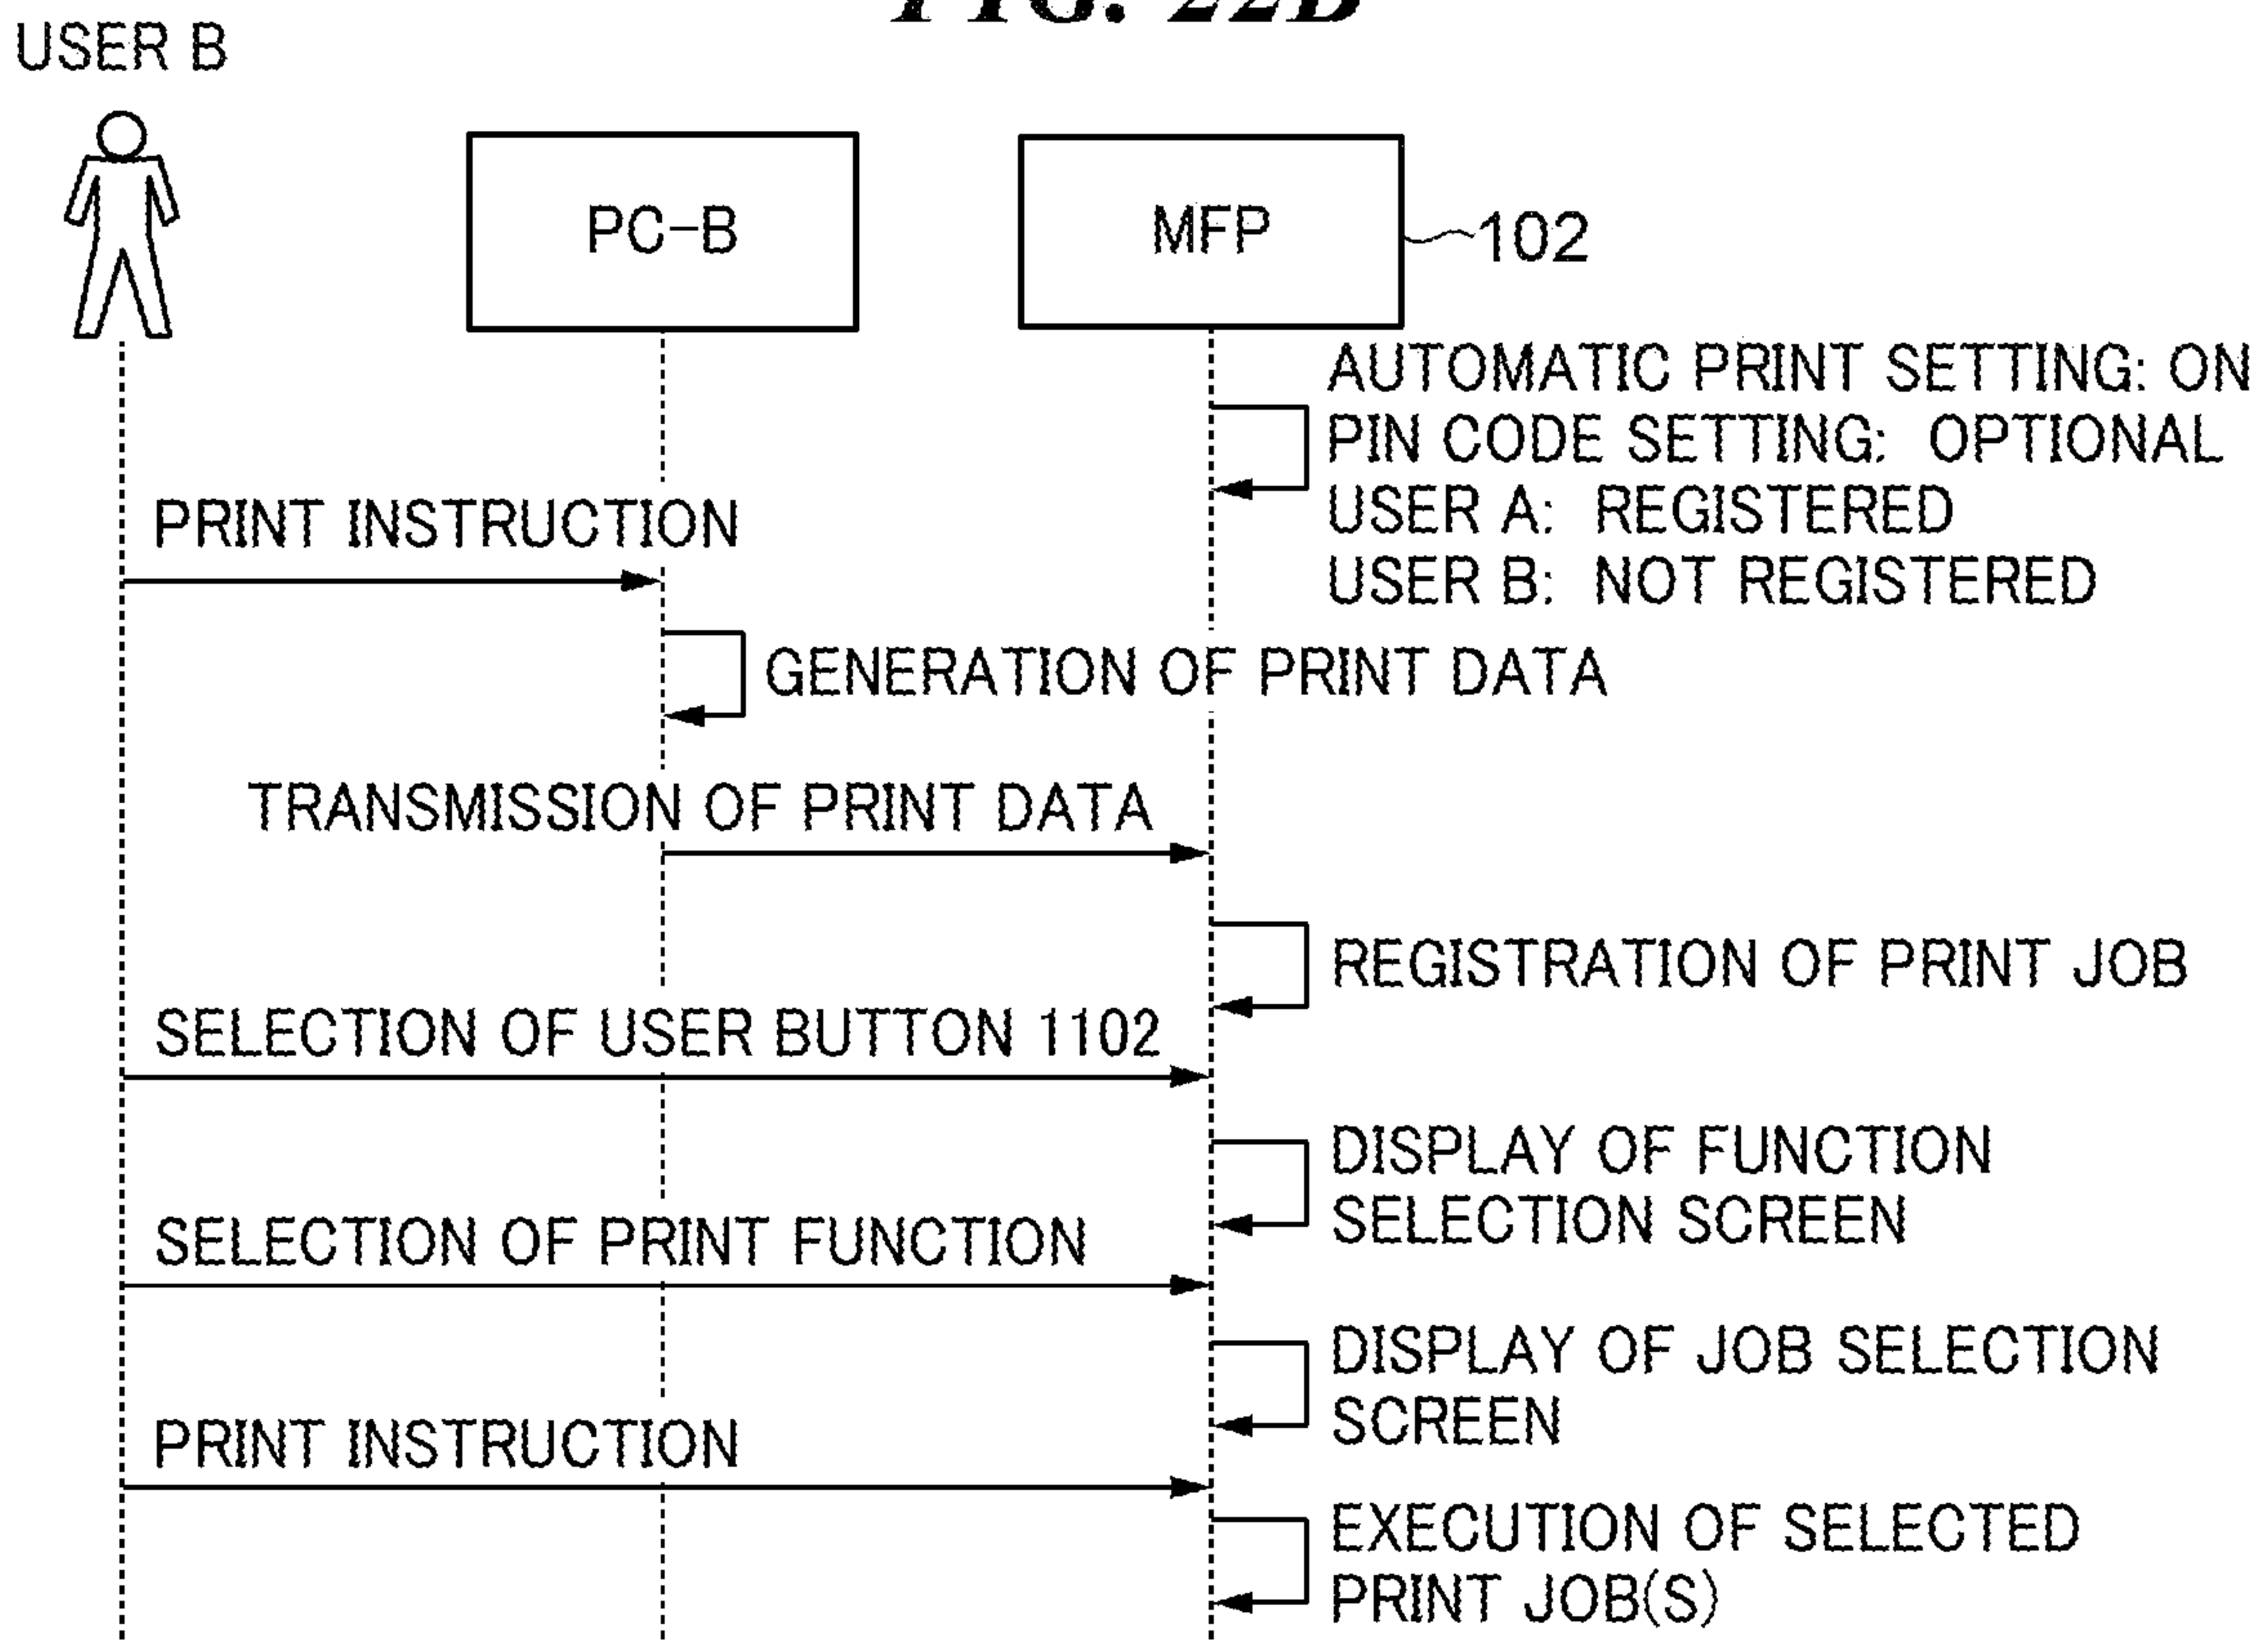 FIG. 22B
USER B
PC-B
MFP
102
AUTOMATIC PRINT SETTING: ON
PIN CODE SETTING: OPTIONAL
USER A: REGISTERED
USER B: NOT REGISTERED
PRINT INSTRUCTION
GENERATION OF PRINT DATA
TRANSMISSION OF PRINT DATA
REGISTRATION OF PRINT JOB
SELECTION OF USER BUTTON 1102
DISPLAY OF FUNCTION
SELECTION SCREEN
SELECTION OF PRINT FUNCTION
DISPLAY OF JOB SELECTION
SCREEN
PRINT INSTRUCTION
EXECUTION OF SELECTED
PRINT JOB(S)